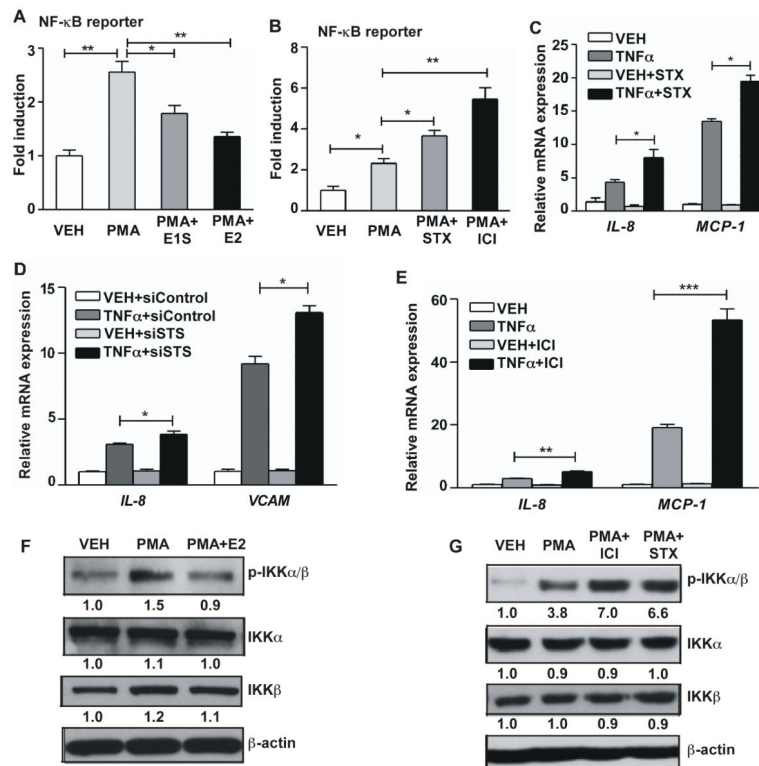 A NF-κB reporter
Fold induction
3
2
1
0
** * **
VEH PMA PMA+ E1S PMA+ E2
B NF-κB reporter
Fold induction
8
6
4
2
0
**
*
*
VEH PMA PMA+ STX PMA+ ICI
C
VEH
TNFα
VEH+STX
TNFα+STX
Relative mRNA expression
25
20
15
10
5
0
* *
IL-8 MCP-1
D
VEH+siControl
TNFα+siControl
VEH+siSTS
TNFα+siSTS
Relative mRNA expression
15
10
5
0
* *
IL-8 VCAM
E
VEH
TNFα
VEH+ICI
TNFα+ICI
Relative mRNA expression
60
40
20
0
** ***
IL-8 MCP-1
F VEH PMA PMA+E2
p-IKKα/β
1.0 1.5 0.9
IKKα
1.0 1.1 1.0
IKKβ
1.0 1.2 1.1
β-actin
G VEH PMA PMA+ ICI PMA+ STX
p-IKKα/β
1.0 3.8 7.0 6.6
IKKα
1.0 0.9 0.9 1.0
IKKβ
1.0 1.0 0.9 0.9
β-actin